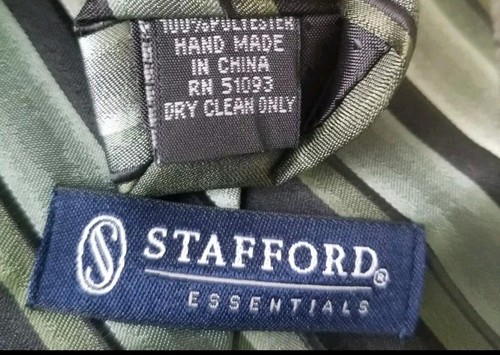 100% POLYESTER
HAND MADE
IN CHINA
RN 51093
DRY CLEAN ONLY
S STAFFORD®
ESSENTIALS